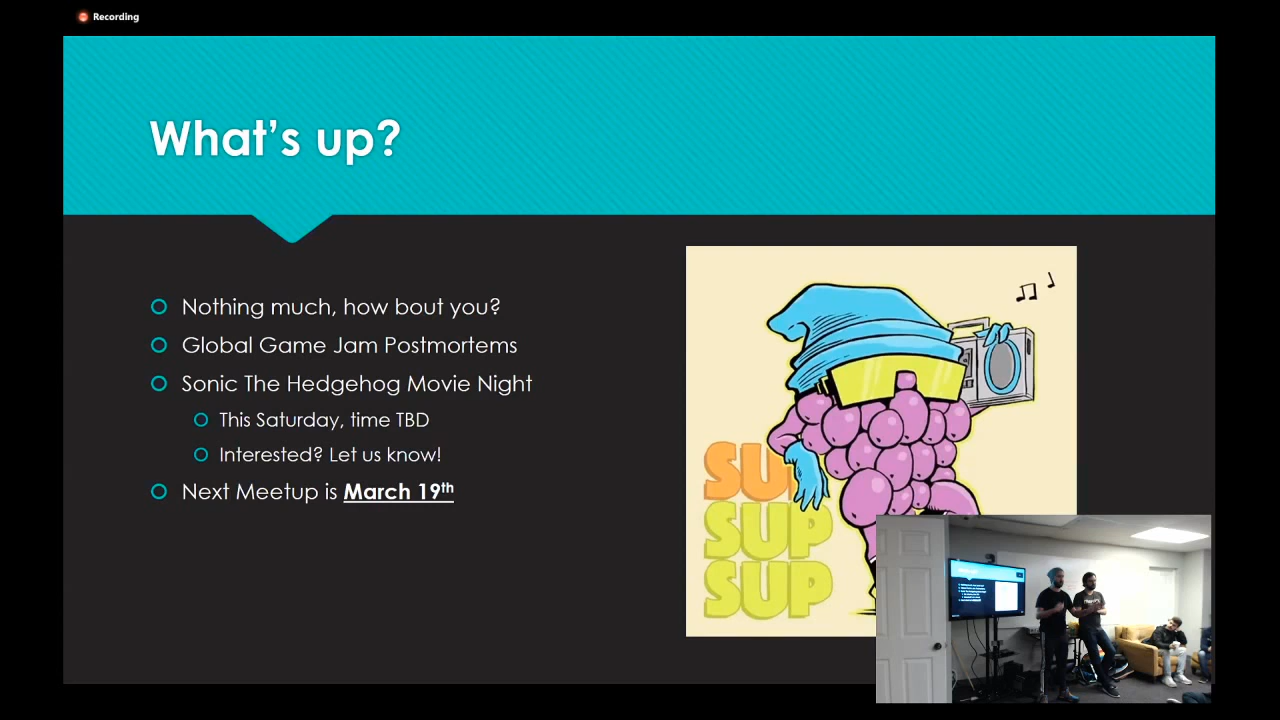 Recording
What's up?
Nothing much, how bout you?
Global Game Jam Postmortems
Sonic The Hedgehog Movie Night
This Saturday, time TBD
Interested? Let us know!
Next Meetup is March 19th
SU
SUP
SUP